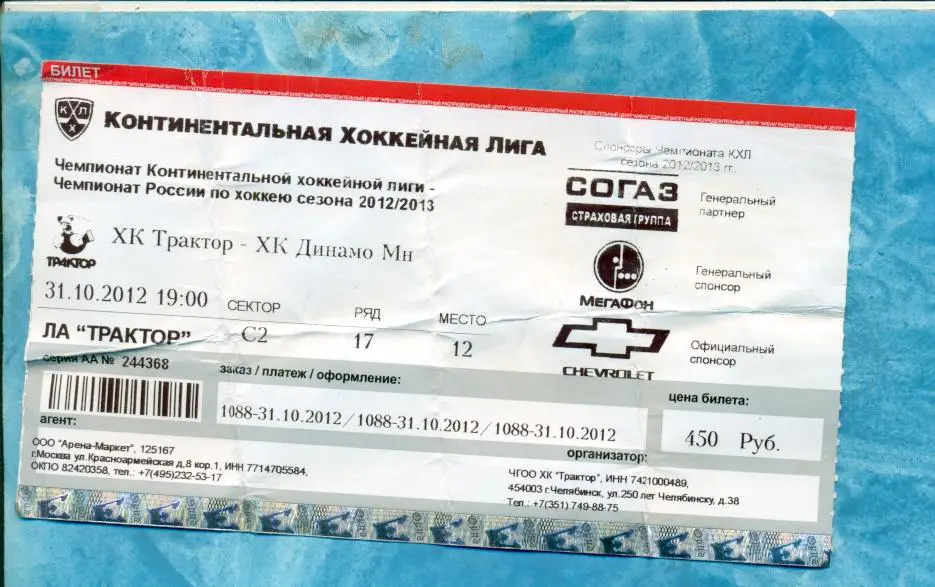 БИЛЕТ
КХЛ
КОНТИНЕНТАЛЬНАЯ ХОККЕЙНАЯ ЛИГА
Чемпионат Континентальной хоккейной лиги -
Чемпионат России по хоккею сезона 2012/2013
Спонсоры Чемпионата КХЛ
сезона 2012/2013 гг.
СОГАЗ
СТРАХОВАЯ ГРУППА
Генеральный
партнер
ТРАКТОР
ХК Трактор - ХК Динамо Мн
МЕГАФОН
Генеральный
спонсор
31.10.2012 19:00
СЕКТОР
РЯД
МЕСТО
ЛА "ТРАКТОР"
С2
17
12
CHEVROLET
Официальный
спонсор
серия АА № 244368
заказ / платеж / оформление:
1088-31.10.2012 / 1088-31.10.2012 / 1088-31.10.2012
цена билета:
450 Руб.
агент:
ООО "Арена-Маркет", 125167
г.Москва ул.Красноармейская д,8 кор.1, ИНН 7714705584,
ОКПО 82420358, тел.:+7(495)232-53-17
организатор:
ЧГОО ХК "Трактор", ИНН 7421000489,
454003 г.Челябинск, ул.250 лет Челябинску, д.38
Тел.:+7(351)749-88-75